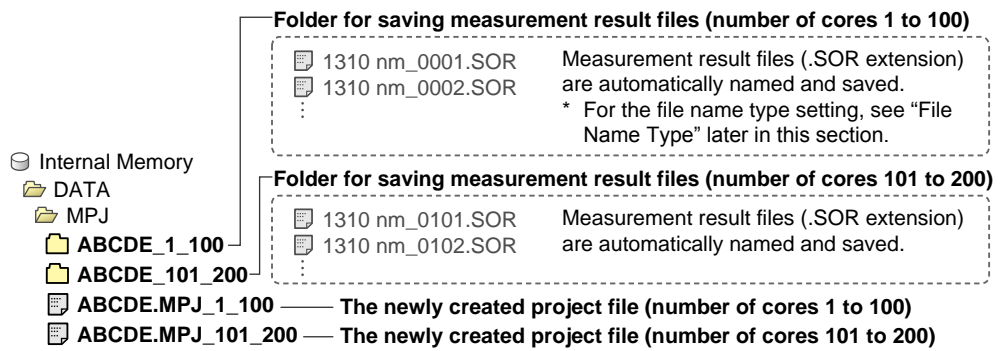 Folder for saving measurement result files (number of cores 1 to 100)
1310 nm_0001.SOR
1310 nm_0002.SOR
Measurement result files (.SOR extension)
are automatically named and saved.
* For the file name type setting, see “File
Name Type” later in this section.
Internal Memory
DATA
MPJ
ABCDE_1_100
ABCDE_101_200
ABCDE.MPJ_1_100
ABCDE.MPJ_101_200
Folder for saving measurement result files (number of cores 101 to 200)
1310 nm_0101.SOR
1310 nm_0102.SOR
Measurement result files (.SOR extension)
are automatically named and saved.
The newly created project file (number of cores 1 to 100)
The newly created project file (number of cores 101 to 200)